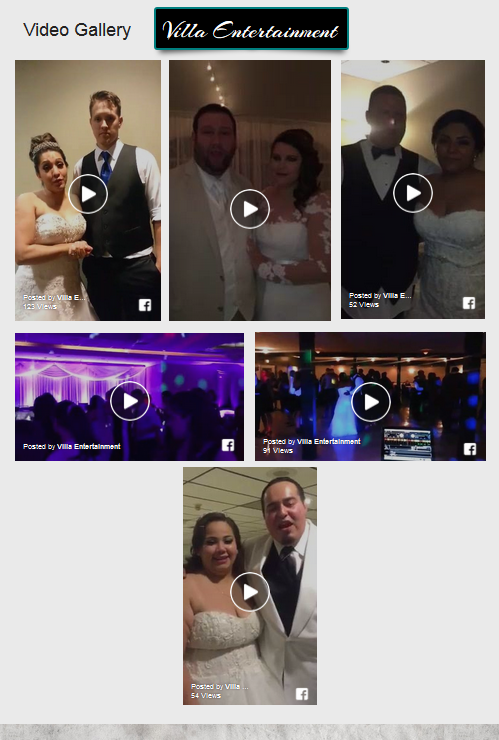 Video Gallery
Villa Entertainment
Posted by Villa E...
123 Views
Posted by Villa E...
52 Views
Posted by Villa Entertainment
Posted by Villa Entertainment
91 Views
Posted by Villa ...
54 Views